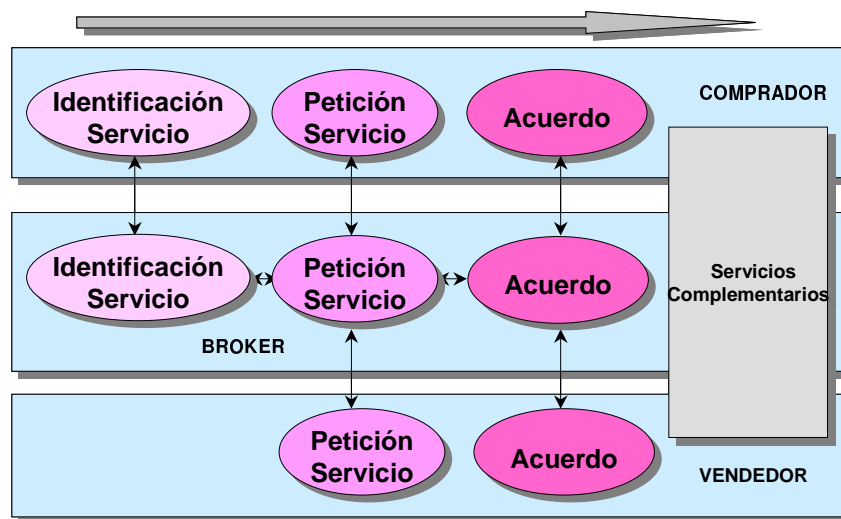 COMPRADOR
Identificación
Servicio
Petición
Servicio
Acuerdo
Identificación
Servicio
Petición
Servicio
Acuerdo
BROKER
Servicios
Complementarios
Petición
Servicio
Acuerdo
VENDEDOR